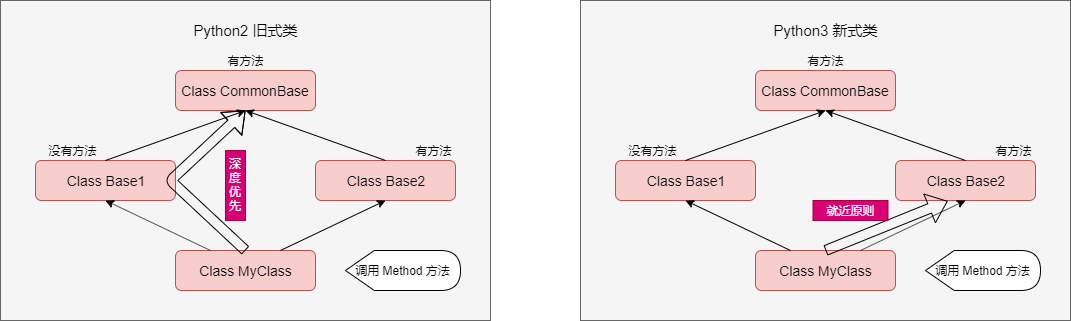 Python2 旧式类
有方法
Class CommonBase
没有方法
有方法
Class Base1
深
度
优
先
Class Base2
Class MyClass
调用 Method 方法
Python3 新式类
有方法
Class CommonBase
没有方法
有方法
Class Base1
Class Base2
就近原则
Class MyClass
调用 Method 方法